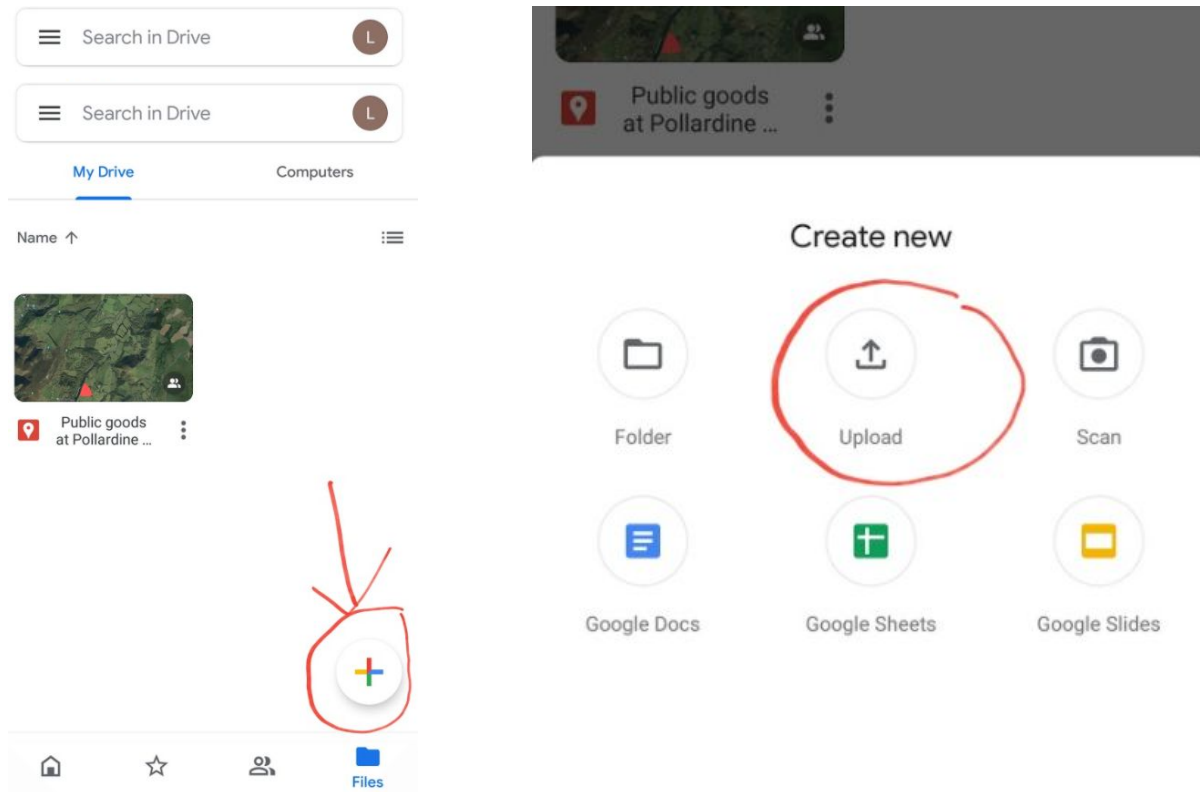 Search in Drive
L
Search in Drive
L
My Drive
Computers
Name
Public goods
at Pollardine ...
Files
Public goods
at Pollardine ...
Create new
Folder
Upload
Scan
Google Docs
Google Sheets
Google Slides